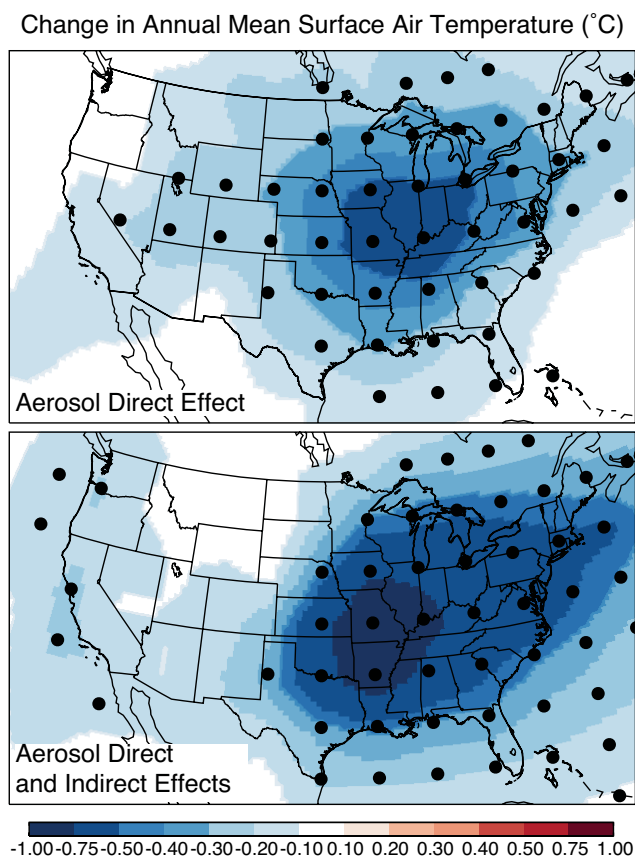 Change in Annual Mean Surface Air Temperature (˚C)
Aerosol Direct Effect
Aerosol Direct
and Indirect Effects
-1.00 -0.75 -0.50 -0.40 -0.30 -0.20 -0.10 0.10 0.20 0.30 0.40 0.50 0.75 1.00